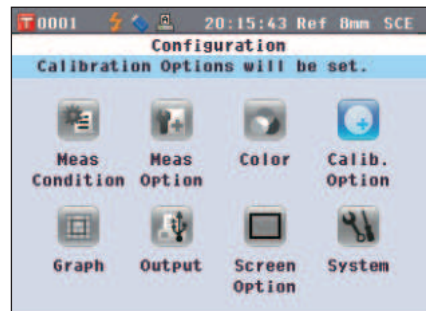 T 0001 20:15:43 Ref 8mm SCE
Configuration
Calibration Options will be set.
Meas Condition
Meas Option
Color
Calib. Option
Graph
Output
Screen Option
System